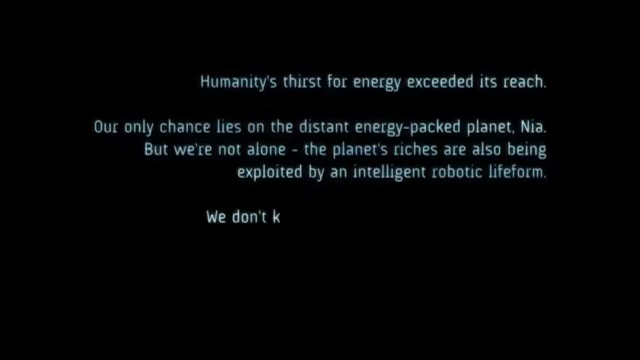 Humanity's thirst for energy exceeded its reach.
Our only chance lies on the distant energy-packed planet, Nia.
But we're not alone - the planet's riches are also being
exploited by an intelligent robotic lifeform.
We don't k